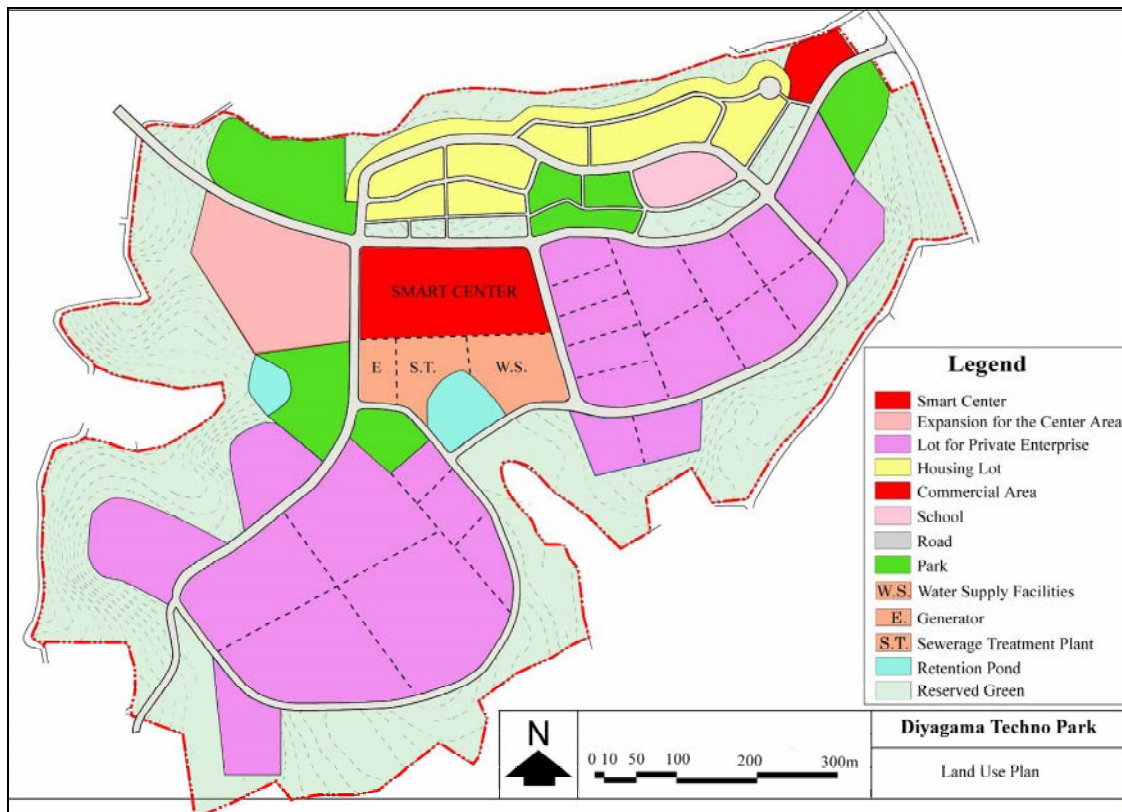 SMART CENTER
E
S.T.
W.S.
Legend
Smart Center
Expansion for the Center Area
Lot for Private Enterprise
Housing Lot
Commercial Area
School
Road
Park
W.S. Water Supply Facilities
E. Generator
S.T. Sewerage Treatment Plant
Retention Pond
Reserved Green
N
0 10 50 100 200 300m
Diyagama Techno Park
Land Use Plan